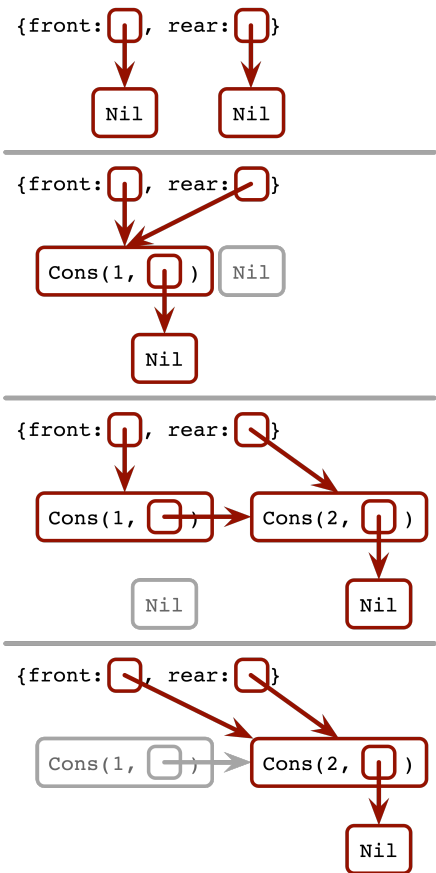 {front: , rear: }
Nil Nil
{front: , rear: }
Cons(1, ) Nil
Nil
{front: , rear: }
Cons(1, ) Cons(2, )
Nil Nil
{front: , rear: }
Cons(1, ) Cons(2, )
Nil